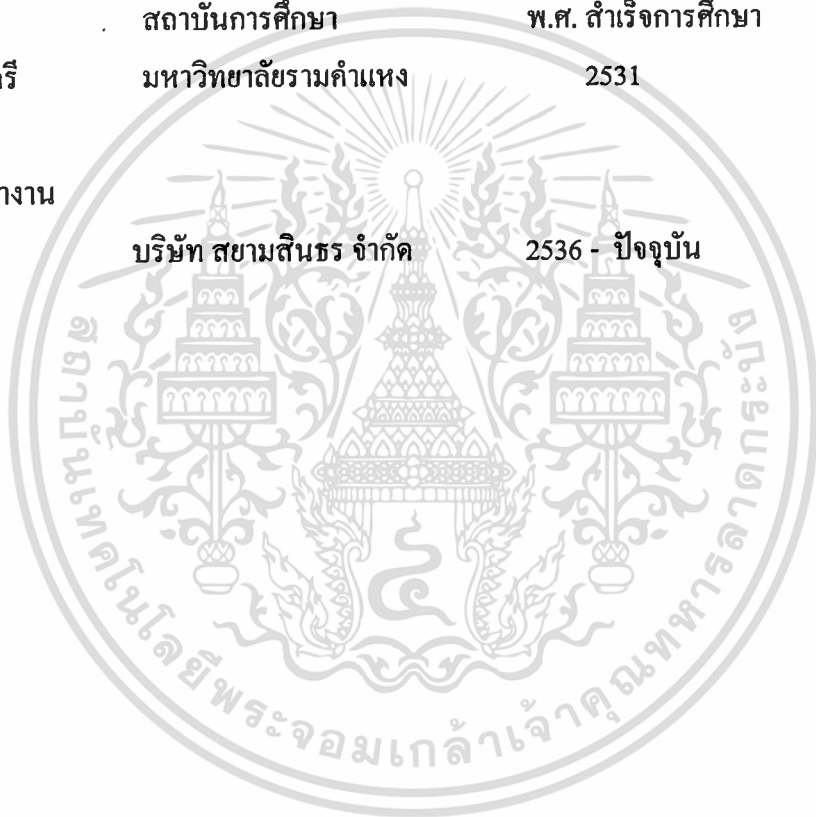 สถาบันการศึกษา พ.ศ. สำเร็จการศึกษา
มหาวิทยาลัยรามคำแหง 2531
บริษัท สยามสินธร จำกัด 2536 - ปัจจุบัน
สถาบันเทคโนโลยีพระจอมเกล้าเจ้าคุณทหารลาดกระบัง
๔